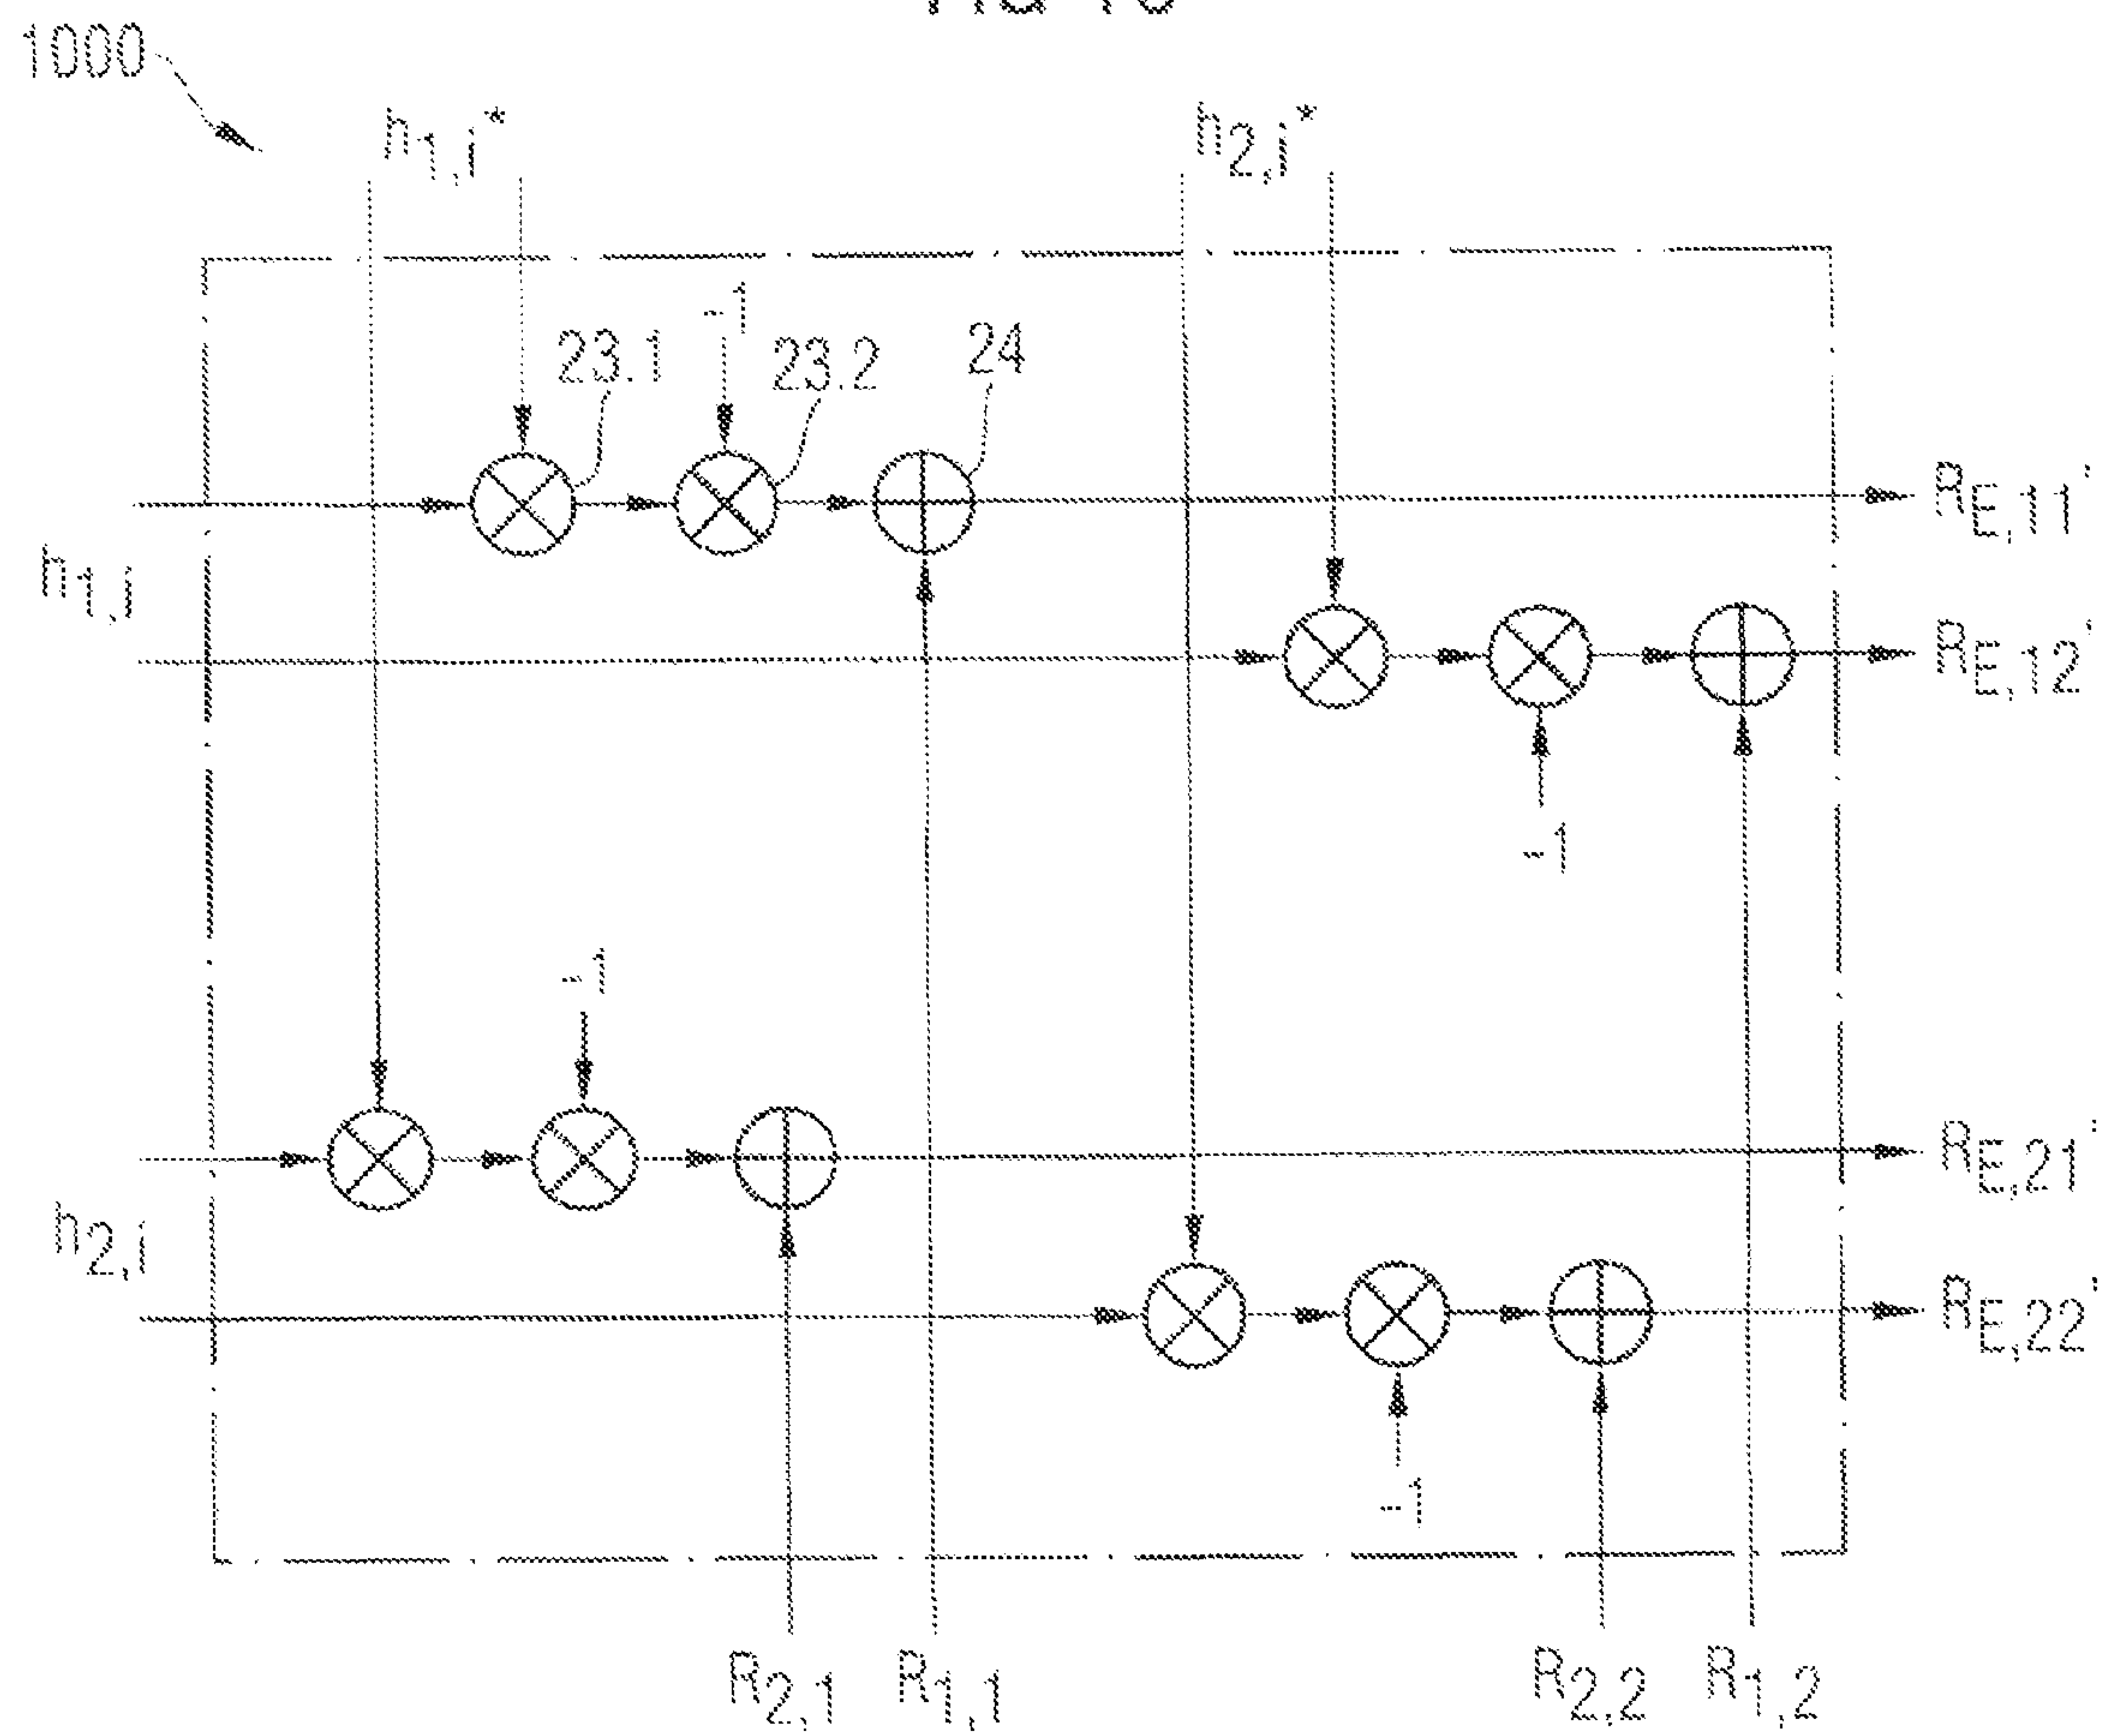 1000
h1,i*
h2,i*
-1
23.1
23.2
24
RE,11'
h1,i
RE,12'
-1
-1
RE,21'
h2,i
RE,22'
-1
R2,1
R1,1
R2,2
R1,2